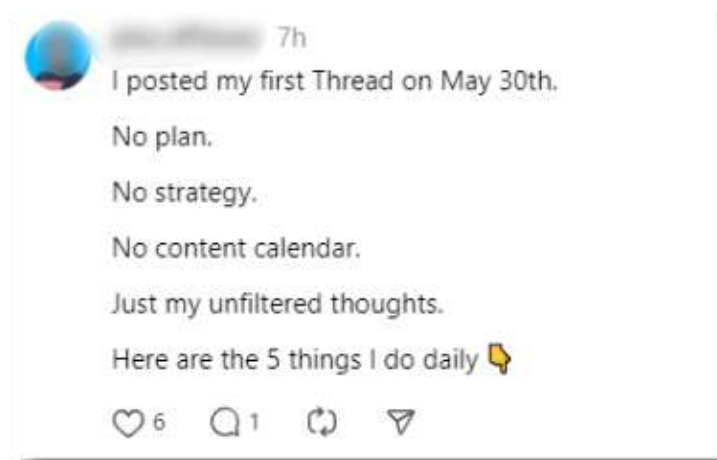 7h
I posted my first Thread on May 30th.
No plan.
No strategy.
No content calendar.
Just my unfiltered thoughts.
Here are the 5 things I do daily 👇
6 1